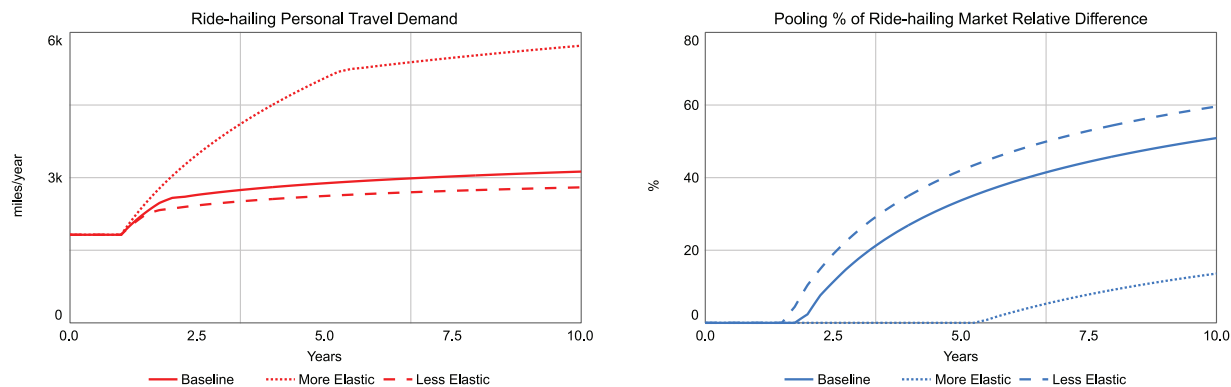 Ride-hailing Personal Travel Demand
6k
3k
0
miles/year
0.0 2.5 5.0 7.5 10.0
Years
Baseline More Elastic Less Elastic
Pooling % of Ride-hailing Market Relative Difference
80
60
40
20
0
%
0.0 2.5 5.0 7.5 10.0
Years
Baseline More Elastic Less Elastic